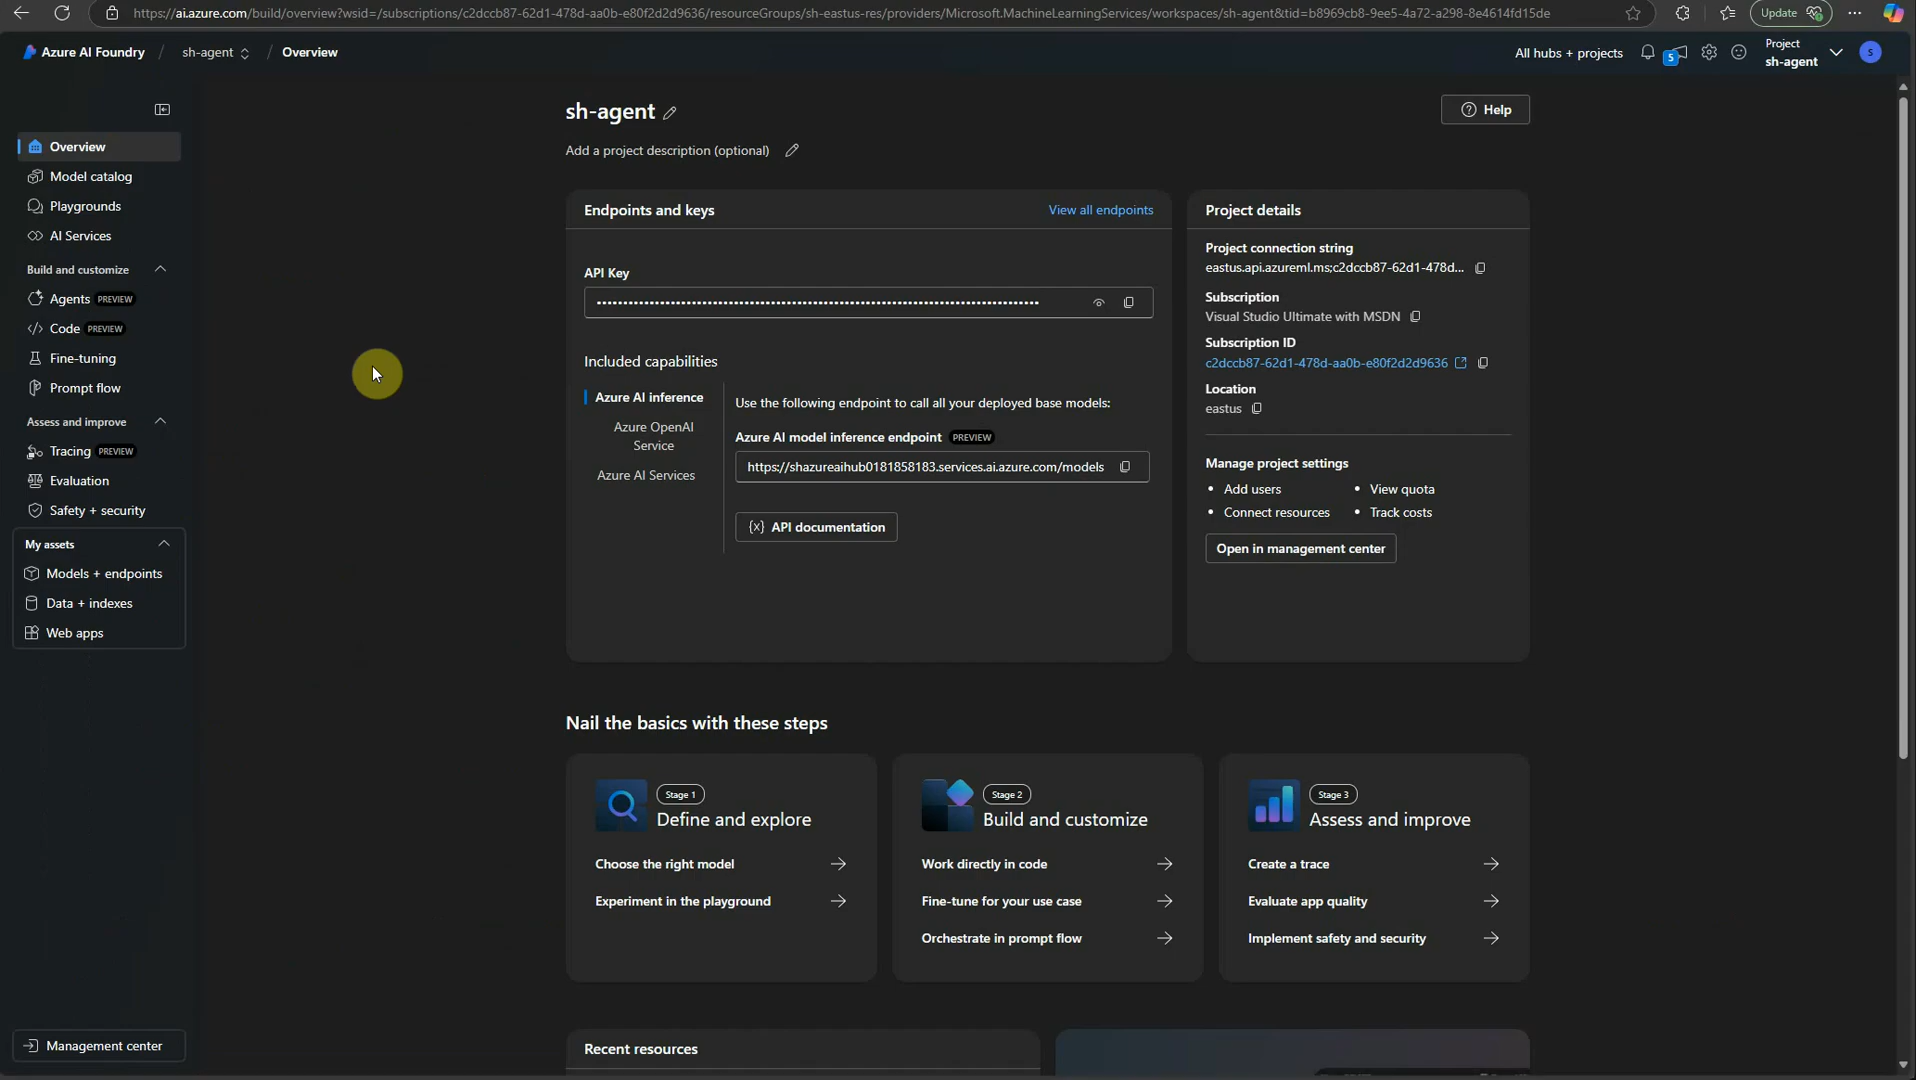 https://ai.azure.com/build/overview?wsid=/subscriptions/c2dccb87-62d1-478d-aa0b-e80f2d2d9636/resourceGroups/sh-eastus-res/providers/Microsoft.MachineLearningServices/workspaces/sh-agent&tid=b8969cb8-9ee5-4a72-a298-8e4614fd15de
Update
Azure AI Foundry / sh-agent / Overview
All hubs + projects
5
Project
sh-agent
S
Overview
Model catalog
Playgrounds
AI Services
Build and customize
Agents PREVIEW
Code PREVIEW
Fine-tuning
Prompt flow
Assess and improve
Tracing PREVIEW
Evaluation
Safety + security
My assets
Models + endpoints
Data + indexes
Web apps
Management center
sh-agent
Help
Add a project description (optional)
Endpoints and keys
View all endpoints
API Key
Included capabilities
Azure AI inference
Azure OpenAI
Service
Azure AI Services
Use the following endpoint to call all your deployed base models:
Azure AI model inference endpoint PREVIEW
https://shazureaihub0181858183.services.ai.azure.com/models
{x} API documentation
Project details
Project connection string
eastus.api.azureml.ms;c2dccb87-62d1-478d...
Subscription
Visual Studio Ultimate with MSDN
Subscription ID
c2dccb87-62d1-478d-aa0b-e80f2d2d9636
Location
eastus
Manage project settings
• Add users
• View quota
• Connect resources
• Track costs
Open in management center
Nail the basics with these steps
Stage 1
Define and explore
Choose the right model
Experiment in the playground
Stage 2
Build and customize
Work directly in code
Fine-tune for your use case
Orchestrate in prompt flow
Stage 3
Assess and improve
Create a trace
Evaluate app quality
Implement safety and security
Recent resources